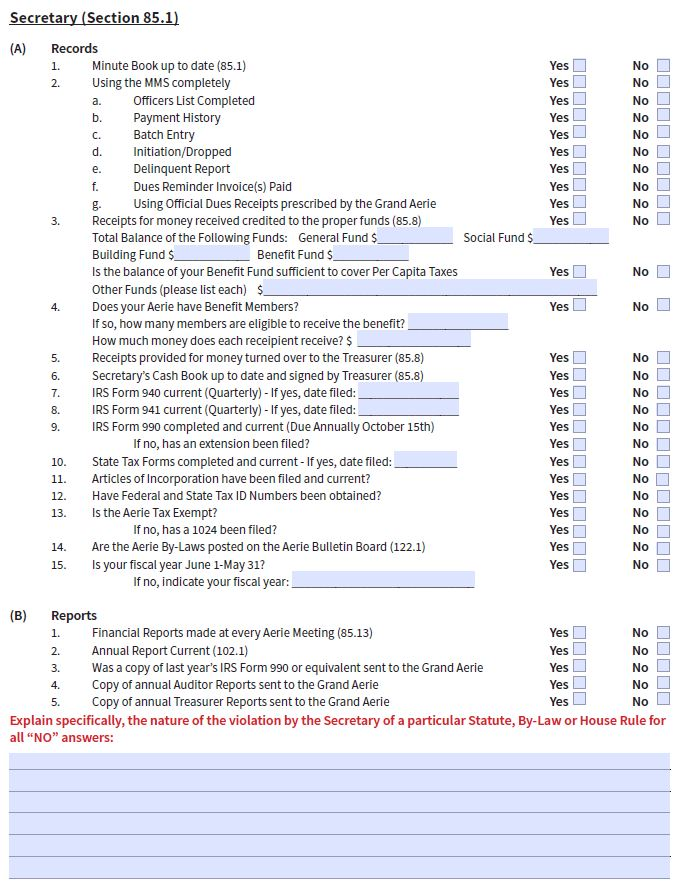 Secretary (Section 85.1)
(A) Records
1. Minute Book up to date (85.1) Yes No
2. Using the MMS completely Yes No
a. Officers List Completed Yes No
b. Payment History Yes No
c. Batch Entry Yes No
d. Initiation/Dropped Yes No
e. Delinquent Report Yes No
f. Dues Reminder Invoice(s) Paid Yes No
g. Using Official Dues Receipts prescribed by the Grand Aerie Yes No
3. Receipts for money received credited to the proper funds (85.8) Yes No
Total Balance of the Following Funds: General Fund $ Social Fund $
Building Fund $ Benefit Fund $
Is the balance of your Benefit Fund sufficient to cover Per Capita Taxes Yes No
Other Funds (please list each) $
4. Does your Aerie have Benefit Members? Yes No
If so, how many members are eligible to receive the benefit?
How much money does each receipient receive? $
5. Receipts provided for money turned over to the Treasurer (85.8) Yes No
6. Secretary's Cash Book up to date and signed by Treasurer (85.8) Yes No
7. IRS Form 940 current (Quarterly) - If yes, date filed: Yes No
8. IRS Form 941 current (Quarterly) - If yes, date filed: Yes No
9. IRS Form 990 completed and current (Due Annually October 15th) Yes No
If no, has an extension been filed? Yes No
10. State Tax Forms completed and current - If yes, date filed: Yes No
11. Articles of Incorporation have been filed and current? Yes No
12. Have Federal and State Tax ID Numbers been obtained? Yes No
13. Is the Aerie Tax Exempt? Yes No
If no, has a 1024 been filed? Yes No
14. Are the Aerie By-Laws posted on the Aerie Bulletin Board (122.1) Yes No
15. Is your fiscal year June 1-May 31? Yes No
If no, indicate your fiscal year:
(B) Reports
1. Financial Reports made at every Aerie Meeting (85.13) Yes No
2. Annual Report Current (102.1) Yes No
3. Was a copy of last year's IRS Form 990 or equivalent sent to the Grand Aerie Yes No
4. Copy of annual Auditor Reports sent to the Grand Aerie Yes No
5. Copy of annual Treasurer Reports sent to the Grand Aerie Yes No
Explain specifically, the nature of the violation by the Secretary of a particular Statute, By-Law or House Rule for
all “NO” answers: